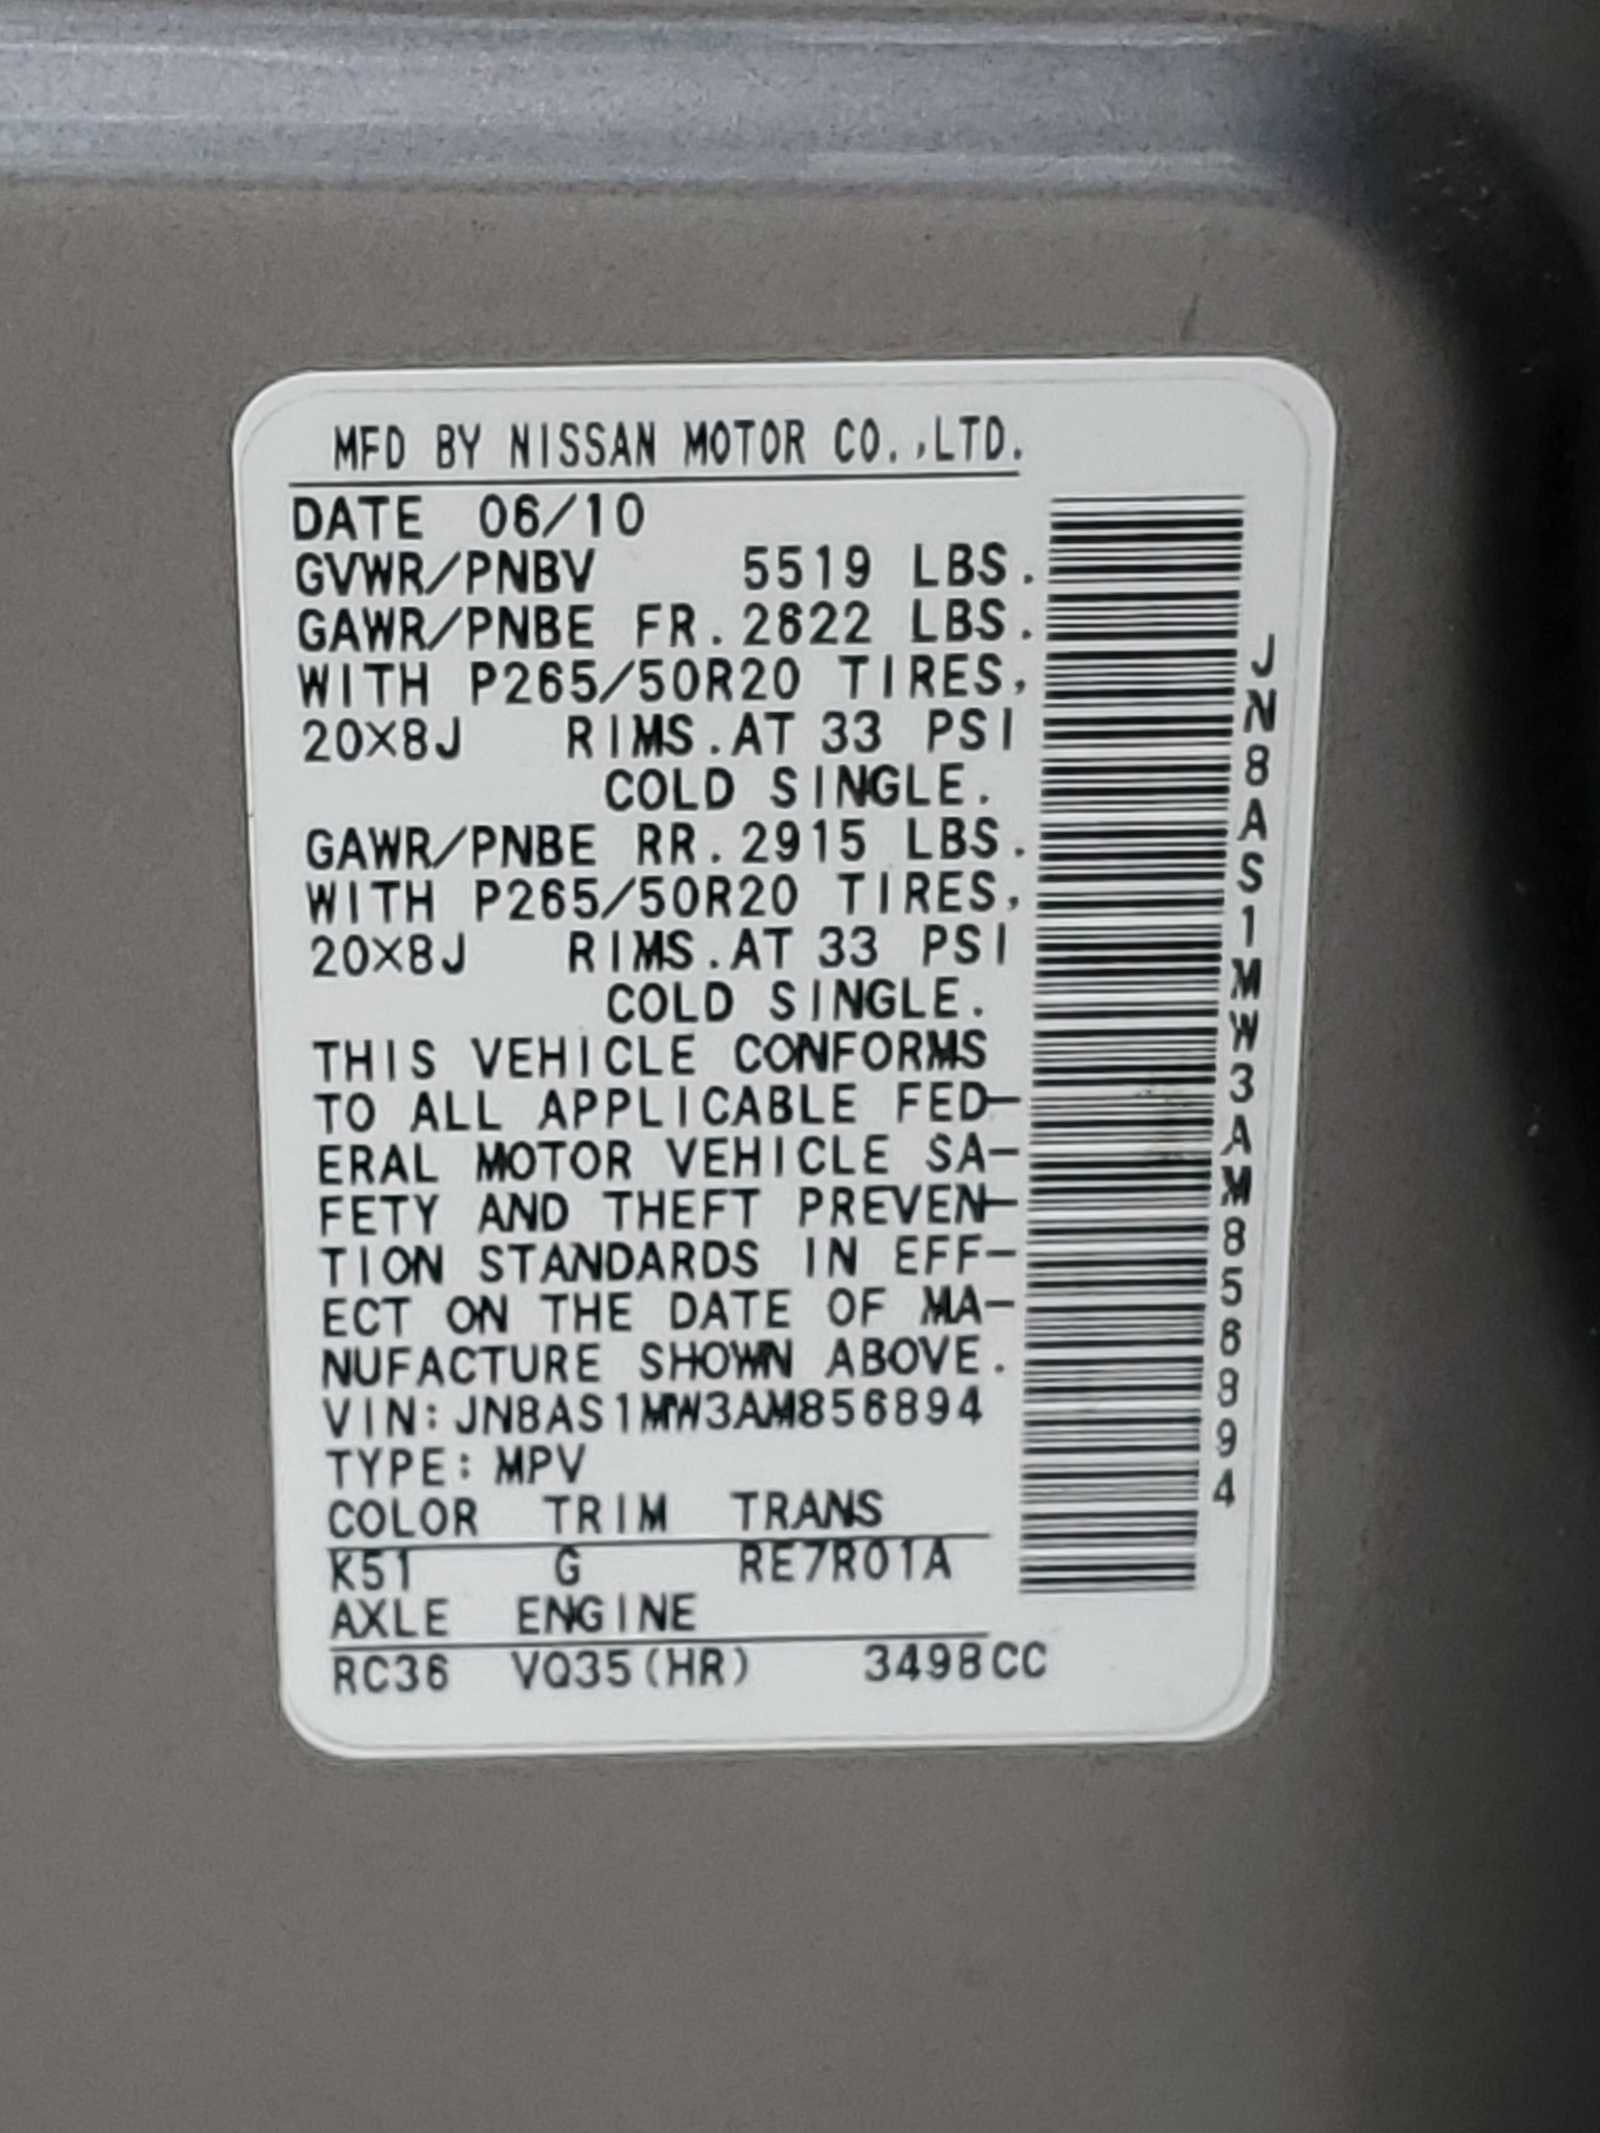 MFD BY NISSAN MOTOR CO.,LTD.
DATE 06/10
GVWR/PNBV 5519 LBS.
GAWR/PNBE FR.2622 LBS.
WITH P265/50R20 TIRES,
20X8J RIMS.AT 33 PSI
COLD SINGLE.
GAWR/PNBE RR.2915 LBS.
WITH P265/50R20 TIRES,
20X8J RIMS.AT 33 PSI
COLD SINGLE.
THIS VEHICLE CONFORMS
TO ALL APPLICABLE FED-
ERAL MOTOR VEHICLE SA-
FETY AND THEFT PREVEN-
TION STANDARDS IN EFF-
ECT ON THE DATE OF MA-
NUFACTURE SHOWN ABOVE.
VIN:JN8AS1MW3AM856894
TYPE:MPV
COLOR TRIM TRANS
K51 G RE7R01A
AXLE ENGINE
RC36 VQ35(HR) 3498CC
JN8AS1MW3AM856894